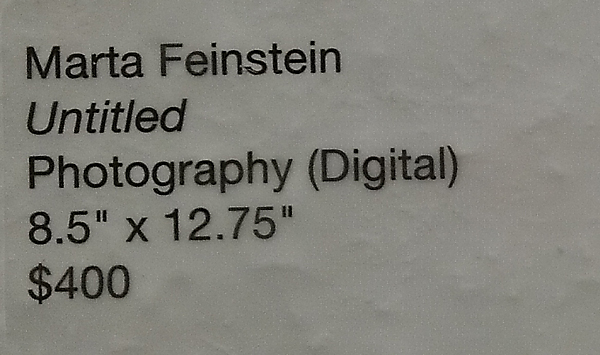 Marta Feinstein
Untitled
Photography (Digital)
8.5" x 12.75"
$400